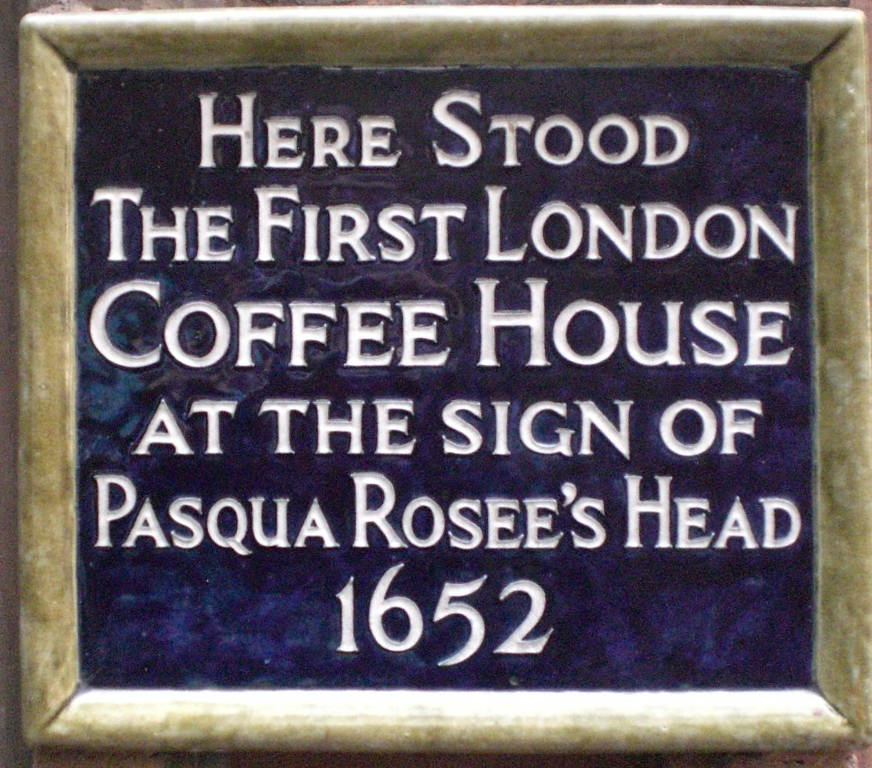 HERE STOOD
THE FIRST LONDON
COFFEE HOUSE
AT THE SIGN OF
PASQUA ROSEE'S HEAD
1652